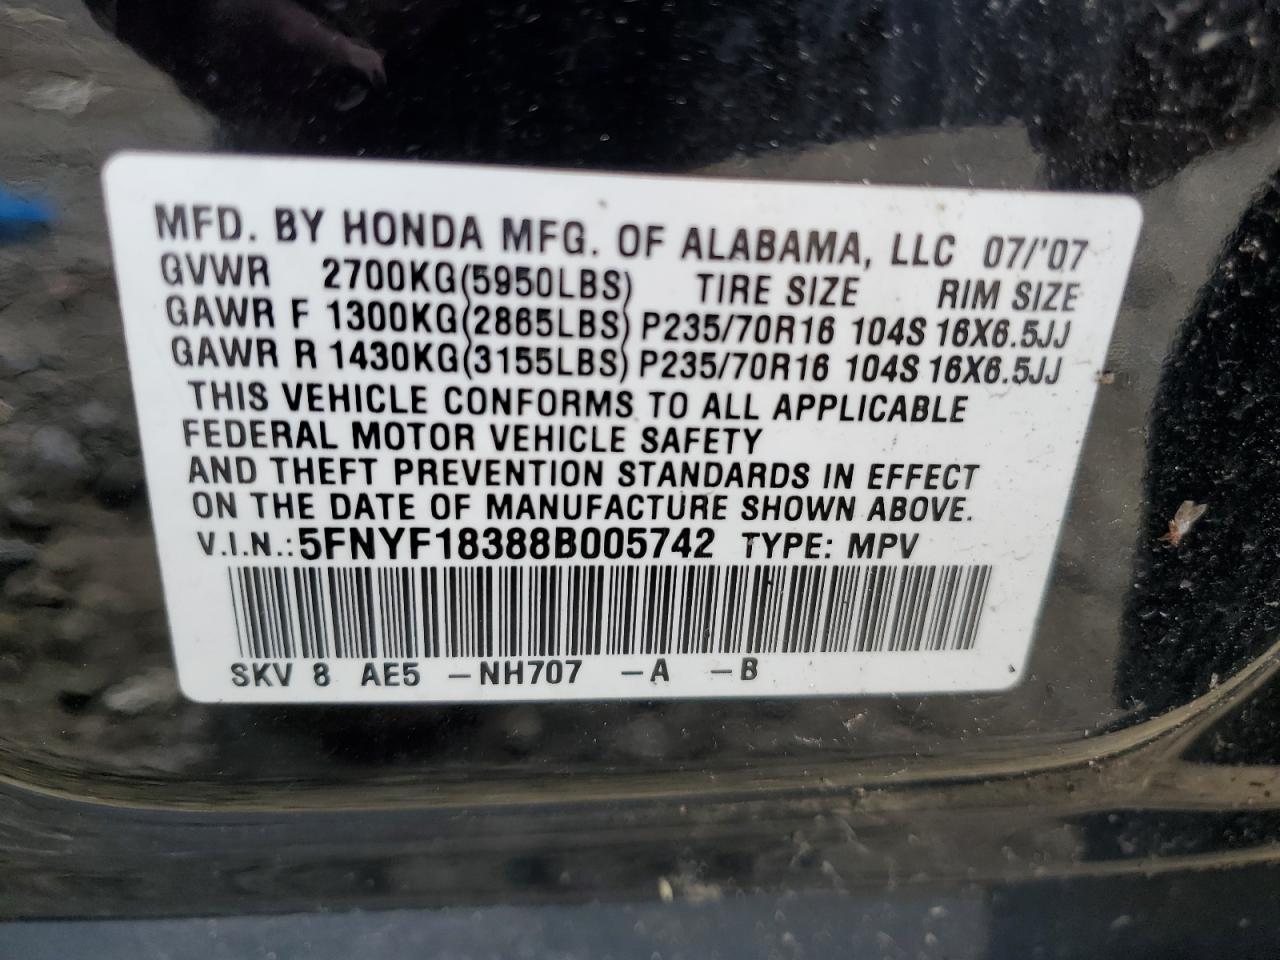 MFD. BY HONDA MFG. OF ALABAMA, LLC 07/'07
GVWR 2700KG(5950LBS) TIRE SIZE RIM SIZE
GAWR F 1300KG(2865LBS) P235/70R16 104S 16X6.5JJ
GAWR R 1430KG(3155LBS) P235/70R16 104S 16X6.5JJ
THIS VEHICLE CONFORMS TO ALL APPLICABLE
FEDERAL MOTOR VEHICLE SAFETY
AND THEFT PREVENTION STANDARDS IN EFFECT
ON THE DATE OF MANUFACTURE SHOWN ABOVE.
V.I.N.: 5FNYF18388B005742 TYPE: MPV
SKV 8 AE5 -NH707 -A -B